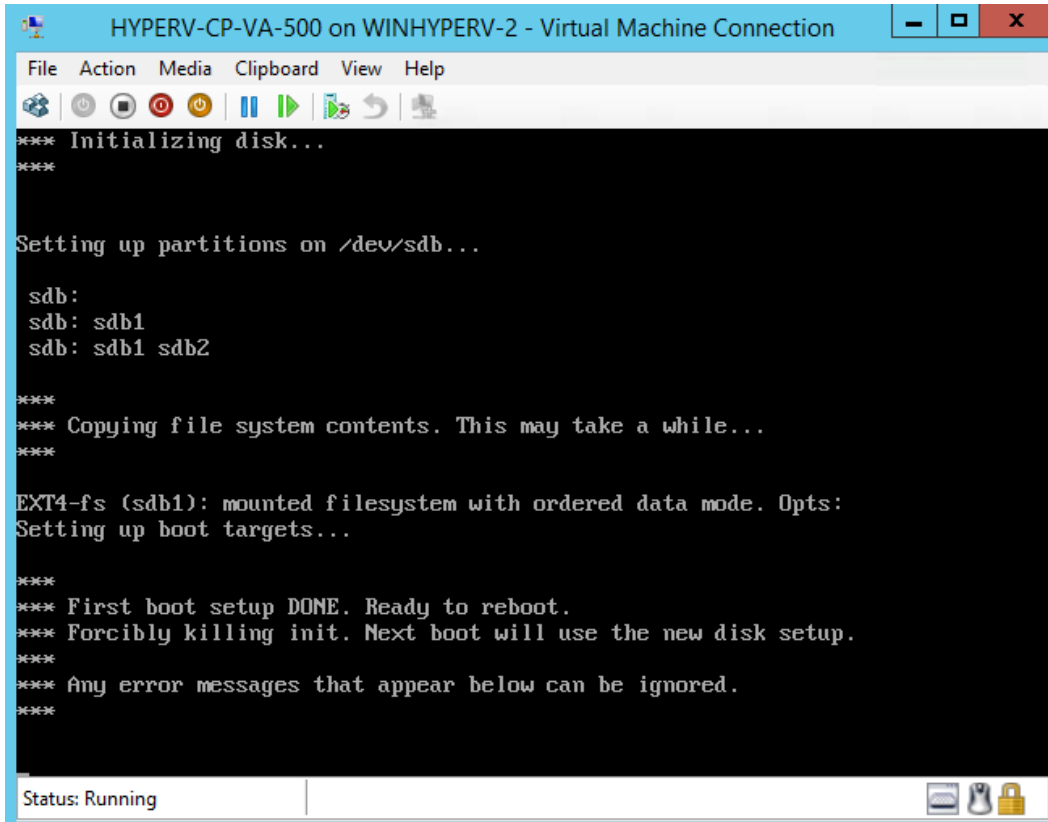 HYPERV-CP-VA-500 on WINHYPERV-2 - Virtual Machine Connection
File Action Media Clipboard View Help
*** Initializing disk...
***
Setting up partitions on /dev/sdb...
sdb:
sdb: sdb1
sdb: sdb1 sdb2
***
*** Copying file system contents. This may take a while...
***
EXT4-fs (sdb1): mounted filesystem with ordered data mode. Opts:
Setting up boot targets...
***
*** First boot setup DONE. Ready to reboot.
*** Forcibly killing init. Next boot will use the new disk setup.
***
*** Any error messages that appear below can be ignored.
***
Status: Running